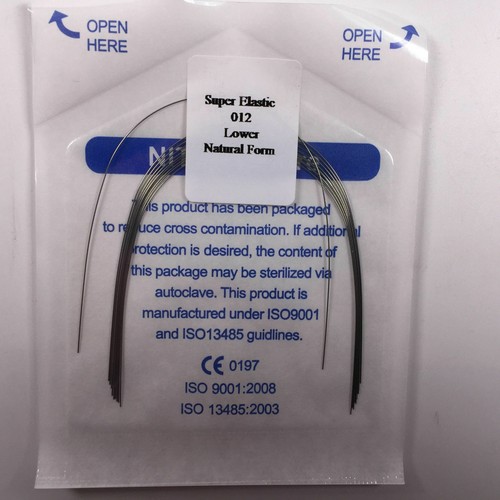 OPEN
HERE
OPEN
HERE
Super Elastic
012
Lower
Natural Form
product has been packaged
to reduce cross contamination. If additional
protection is desired, the content of
this package may be sterilized via
autoclave. This product is
manufactured under ISO9001
and ISO13485 guidlines.
CE 0197
ISO 9001:2008
ISO 13485:2003